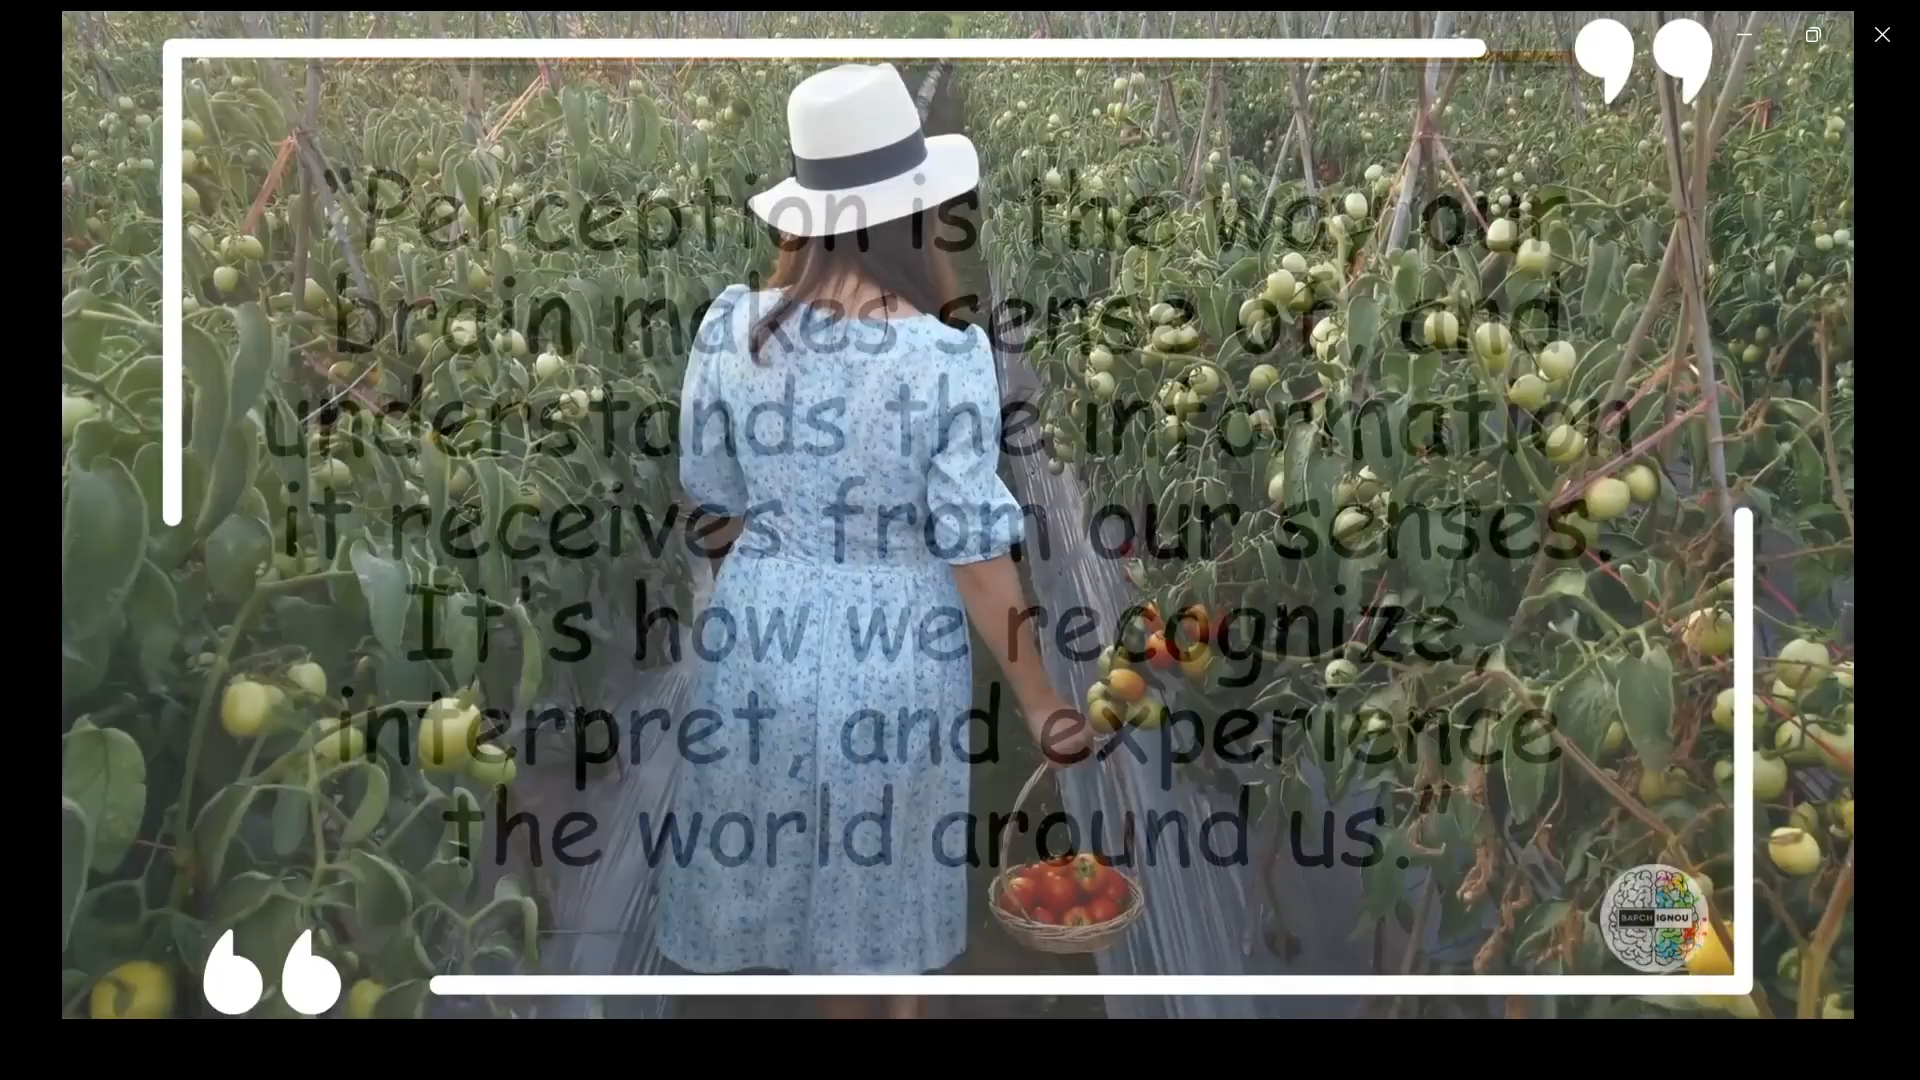 "Perception is the way our
brain makes sense of, and
understands the information
it receives from our senses.
It's how we recognize,
interpret, and experience
the world around us."
BAPCH IGNOU